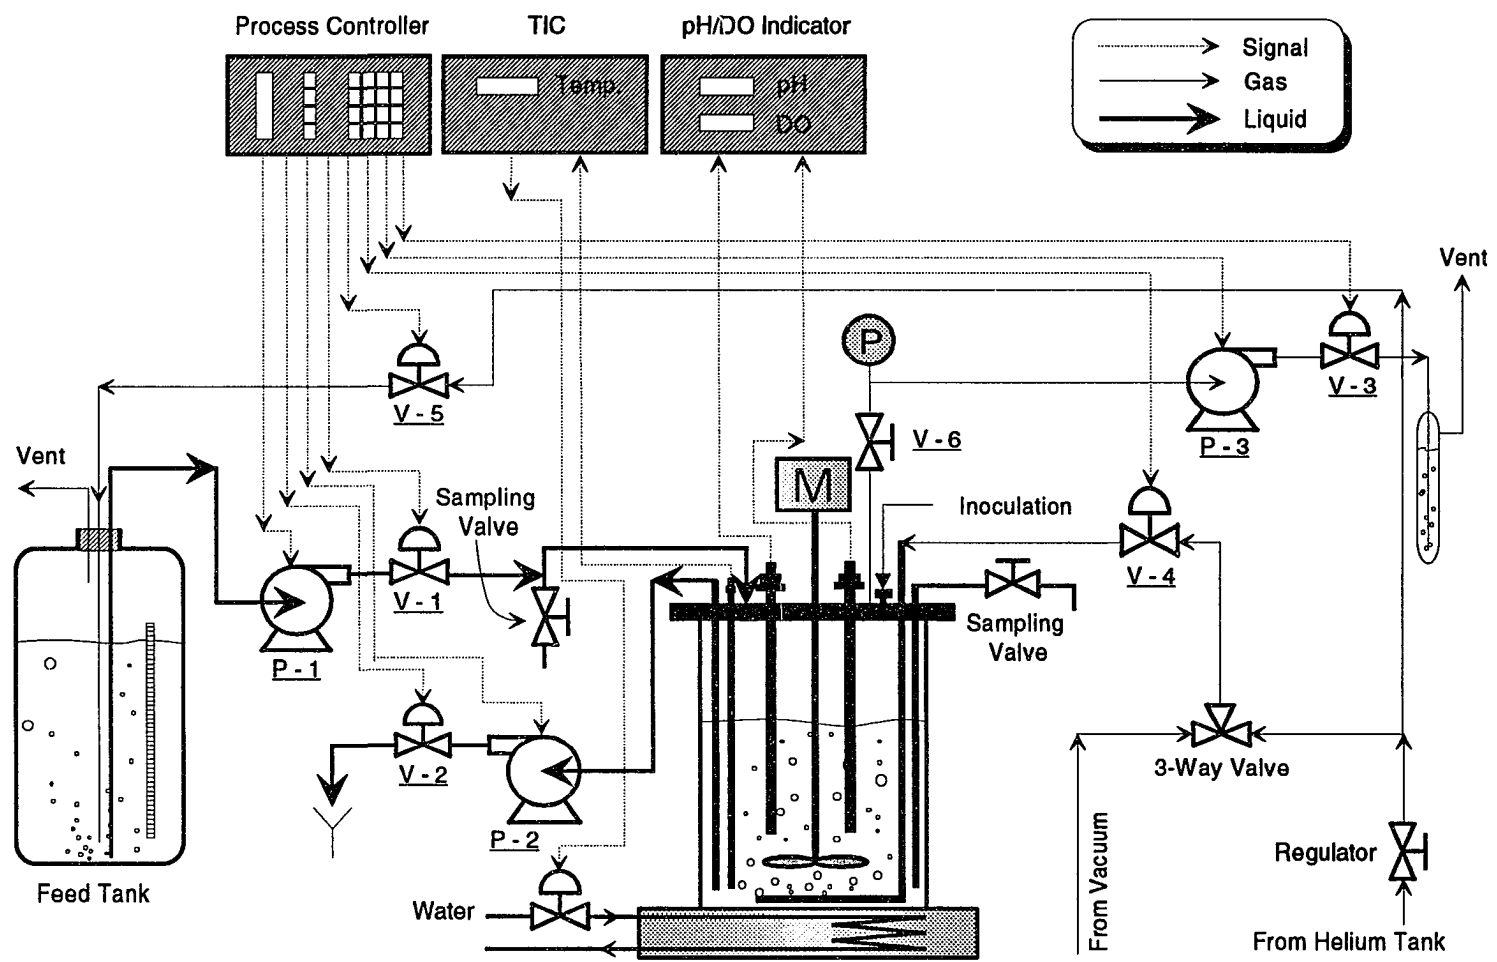 Process Controller
TIC
pH/DO Indicator
Temp.
pH
DO
Signal
Gas
Liquid
Vent
P
V - 5
V - 3
P - 3
V - 6
Vent
M
Sampling
Valve
Inoculation
V - 4
V - 1
P - 1
Sampling
Valve
V - 2
P - 2
3-Way Valve
Regulator
From Vacuum
Feed Tank
Water
From Helium Tank